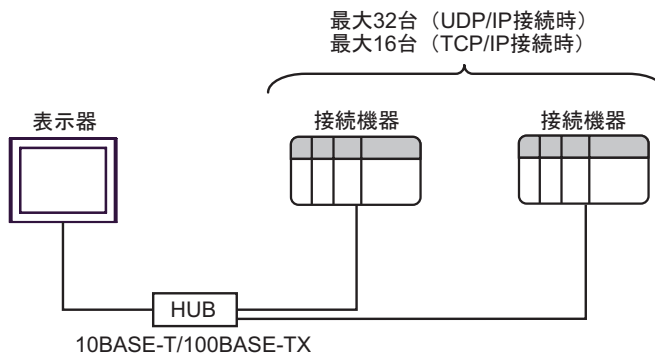 最大32台（UDP/IP接続時）
最大16台（TCP/IP接続時）
表示器
接続機器
接続機器
HUB
10BASE-T/100BASE-TX